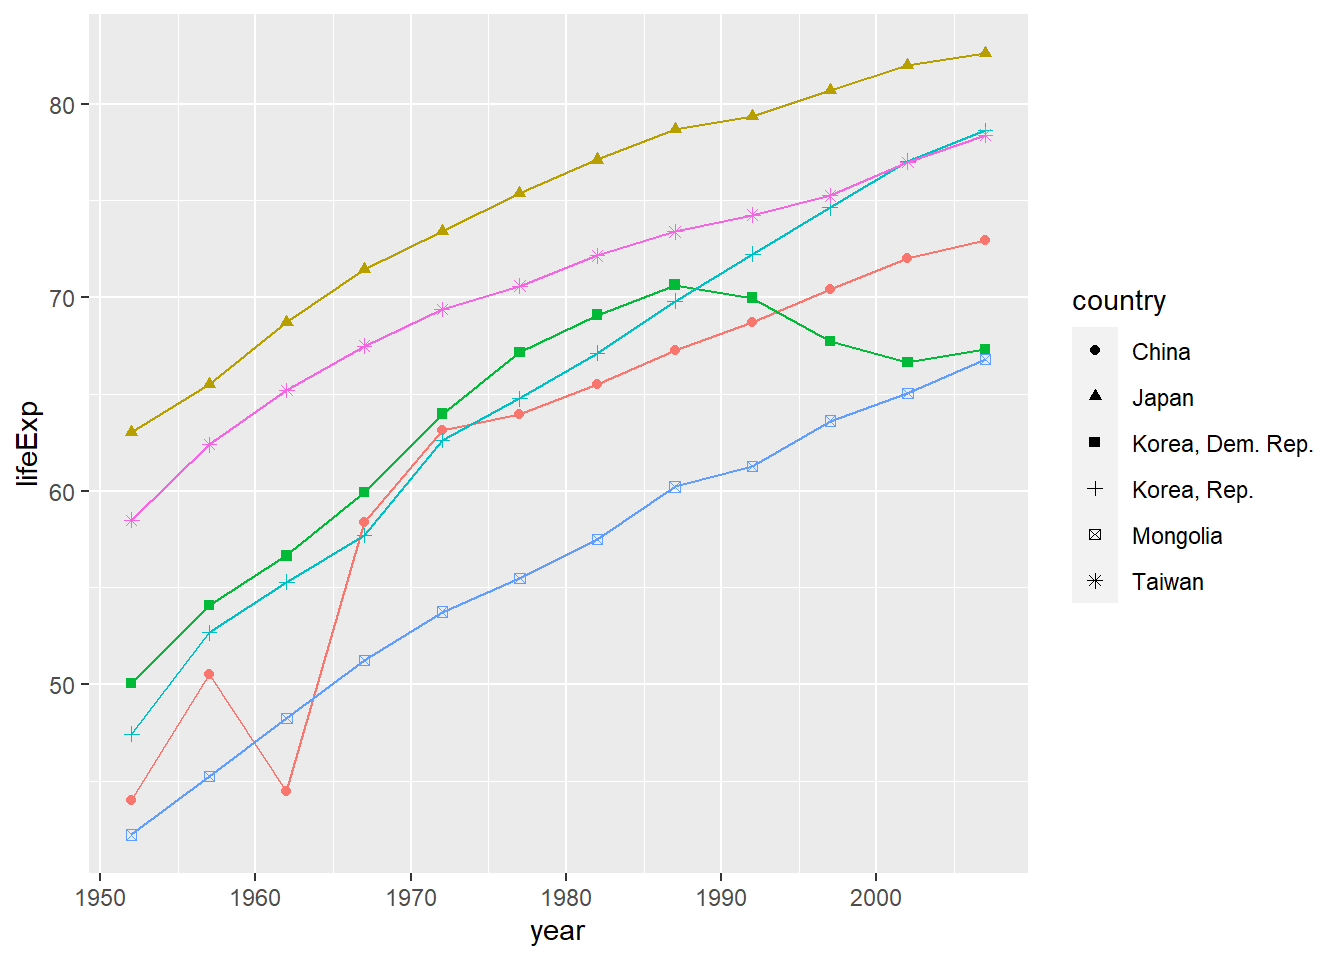 80
70
60
50
lifeExp
1950 1960 1970 1980 1990 2000
year
country
China
Japan
Korea, Dem. Rep.
Korea, Rep.
Mongolia
Taiwan